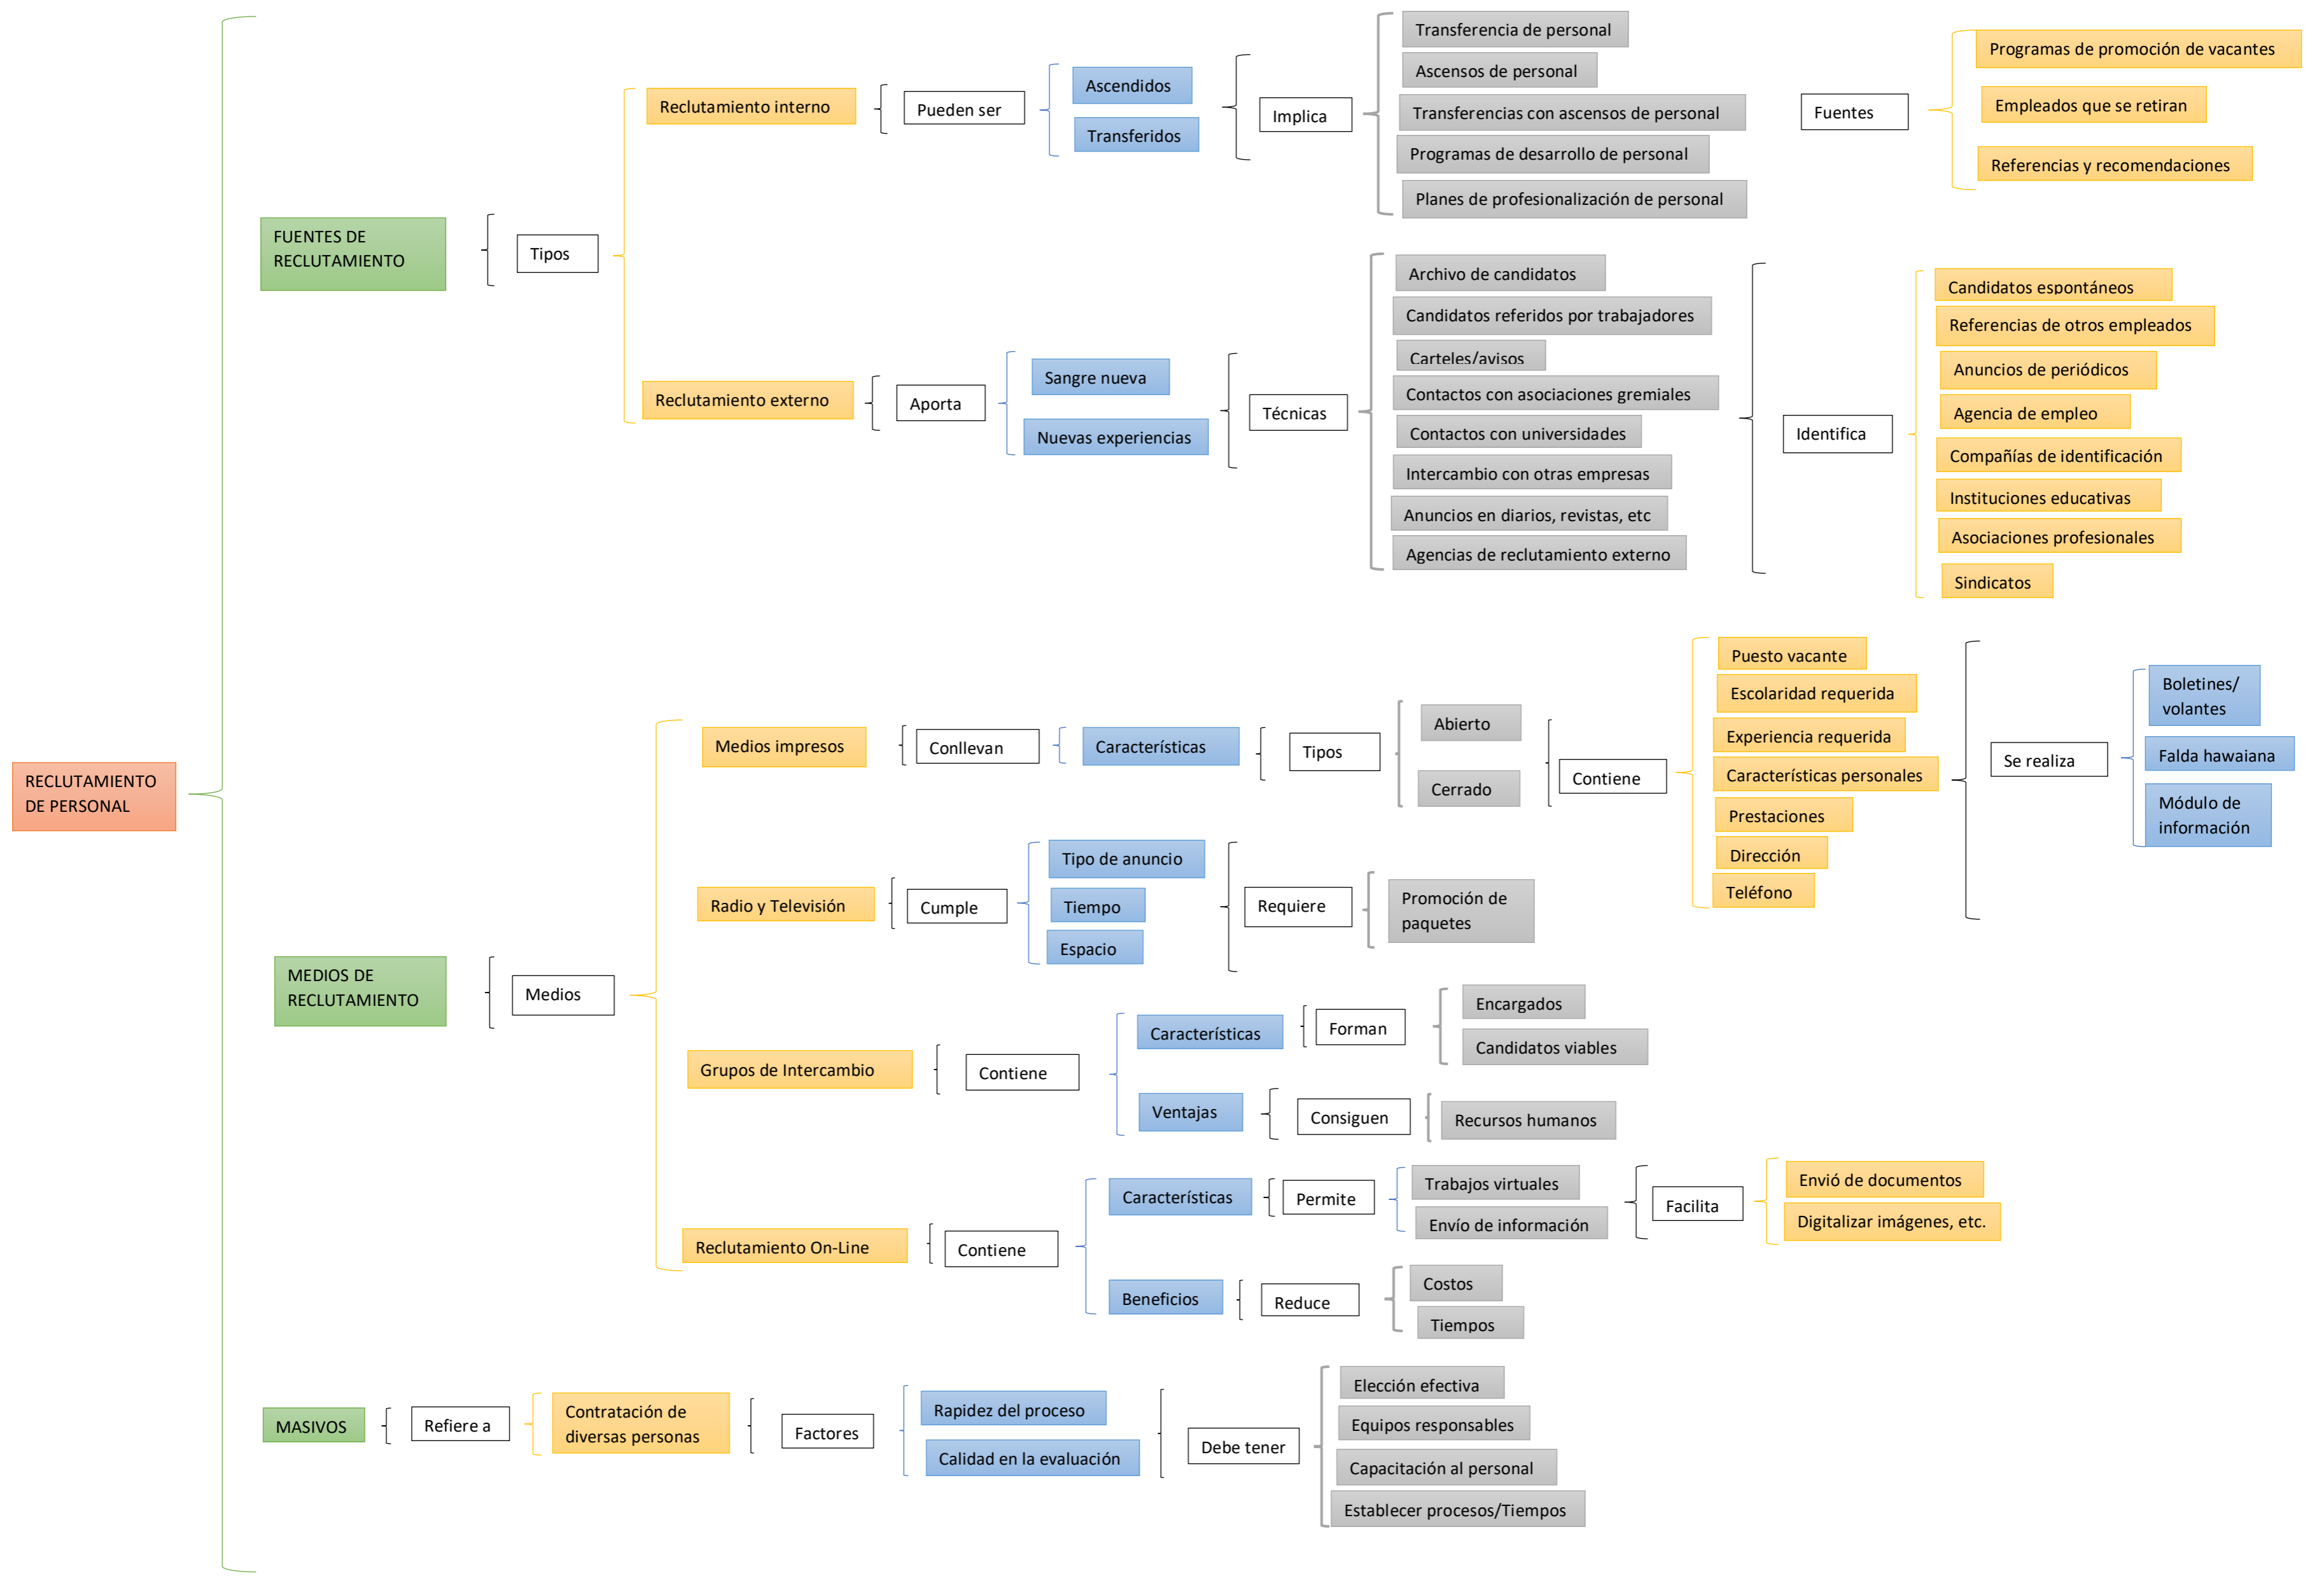 RECLUTAMIENTO
DE PERSONAL
FUENTES DE
RECLUTAMIENTO
Tipos
Reclutamiento interno
Pueden ser
Ascendidos
Transferidos
Implica
Transferencia de personal
Ascensos de personal
Transferencias con ascensos de personal
Programas de desarrollo de personal
Planes de profesionalización de personal
Fuentes
Programas de promoción de vacantes
Empleados que se retiran
Referencias y recomendaciones
Reclutamiento externo
Aporta
Sangre nueva
Nuevas experiencias
Técnicas
Archivo de candidatos
Candidatos referidos por trabajadores
Carteles/avisos
Contactos con asociaciones gremiales
Contactos con universidades
Intercambio con otras empresas
Anuncios en diarios, revistas, etc
Agencias de reclutamiento externo
Identifica
Candidatos espontáneos
Referencias de otros empleados
Anuncios de periódicos
Agencia de empleo
Compañías de identificación
Instituciones educativas
Asociaciones profesionales
Sindicatos
MEDIOS DE
RECLUTAMIENTO
Medios
Medios impresos
Conllevan
Características
Tipos
Abierto
Cerrado
Contiene
Puesto vacante
Escolaridad requerida
Experiencia requerida
Características personales
Prestaciones
Dirección
Teléfono
Se realiza
Boletines/
volantes
Falda hawaiana
Módulo de
información
Radio y Televisión
Cumple
Tipo de anuncio
Tiempo
Espacio
Requiere
Promoción de
paquetes
Grupos de Intercambio
Contiene
Características
Forman
Encargados
Candidatos viables
Ventajas
Consiguen
Recursos humanos
Reclutamiento On-Line
Contiene
Características
Permite
Trabajos virtuales
Envío de información
Facilita
Envió de documentos
Digitalizar imágenes, etc.
Beneficios
Reduce
Costos
Tiempos
MASIVOS
Refiere a
Contratación de
diversas personas
Factores
Rapidez del proceso
Calidad en la evaluación
Debe tener
Elección efectiva
Equipos responsables
Capacitación al personal
Establecer procesos/Tiempos